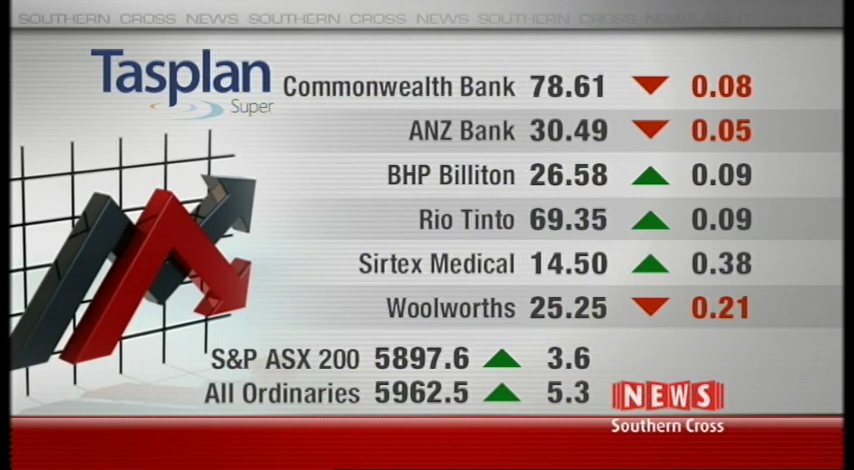 SOUTHERN CROSS NEWS SOUTHERN CROSS NEWS SOUTHERN CROSS NEWS SOUTHERN CROSS
Tasplan
Super
Commonwealth Bank 78.61 ▼ 0.08
ANZ Bank 30.49 ▼ 0.05
BHP Billiton 26.58 ▲ 0.09
Rio Tinto 69.35 ▲ 0.09
Sirtex Medical 14.50 ▲ 0.38
Woolworths 25.25 ▼ 0.21
S&P ASX 200 5897.6 ▲ 3.6
All Ordinaries 5962.5 ▲ 5.3
NEWS
Southern Cross